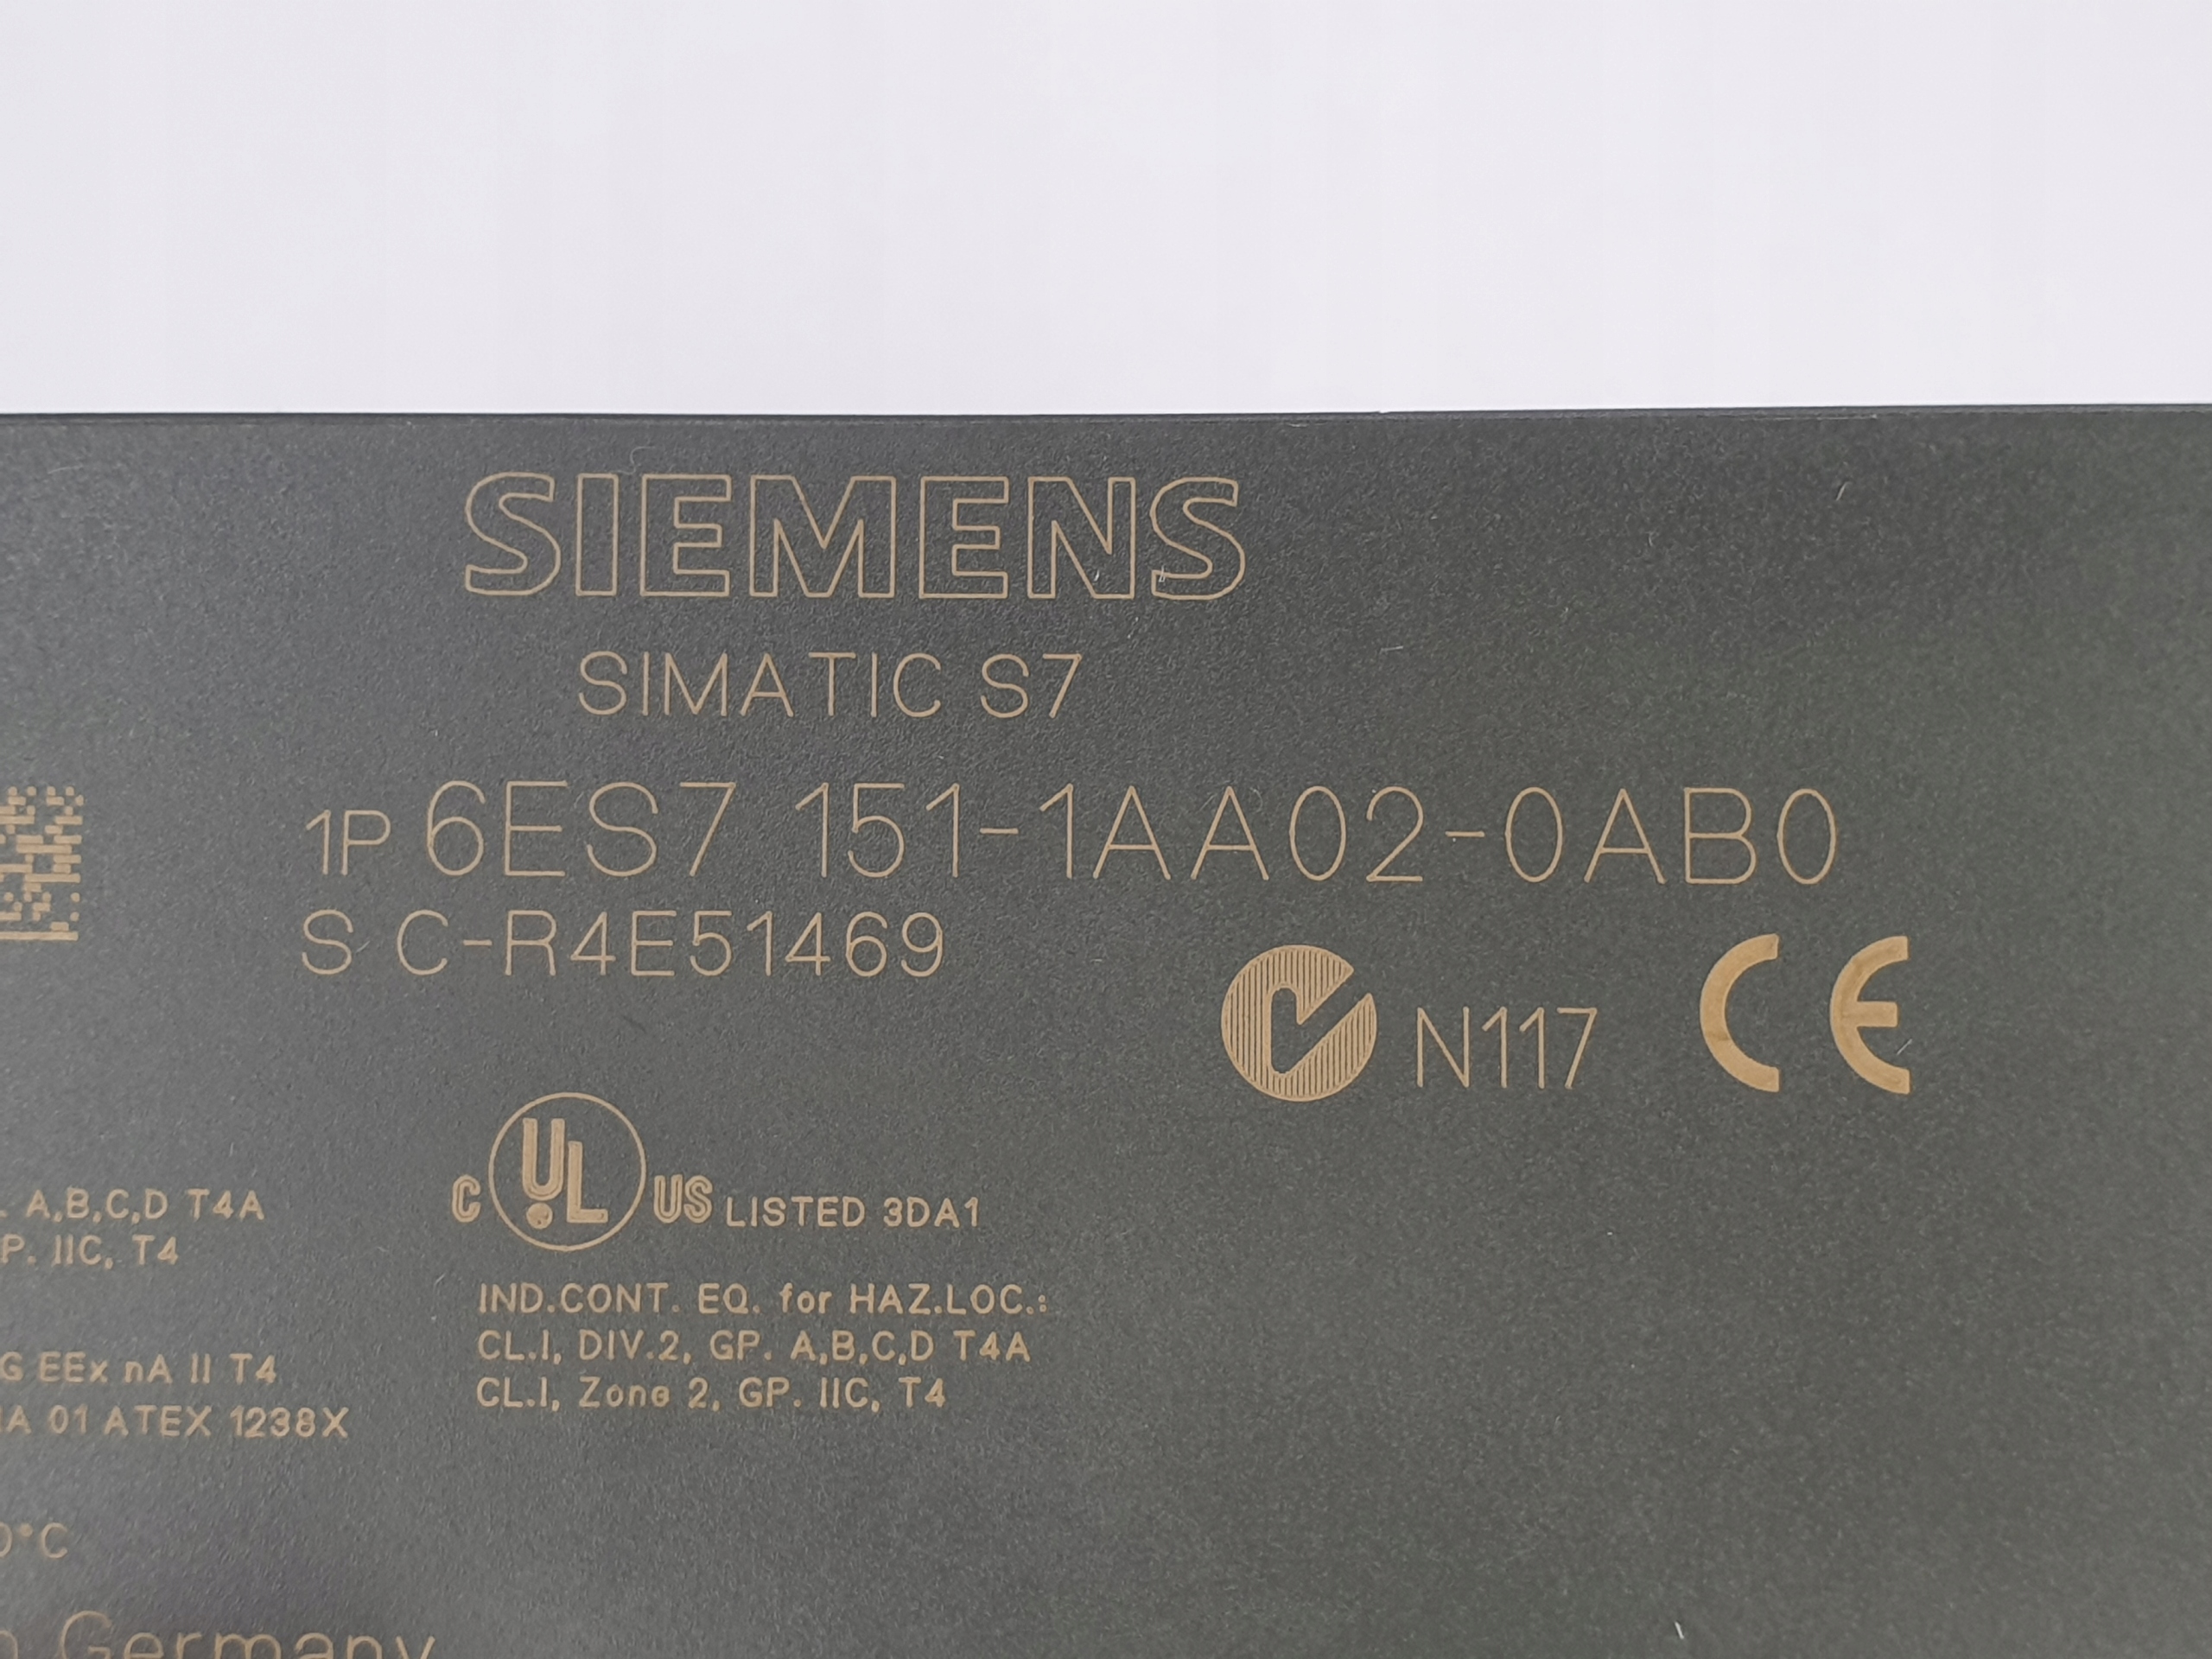 SIEMENS
SIMATIC S7
1P 6ES7 151-1AA02-0AB0
S C-R4E51469
N117 CE
C UL US LISTED 3DA1
A,B,C,D T4A
P. IIC, T4
IND.CONT. EQ. for HAZ.LOC.:
CL.I, DIV.2, GP. A,B,C,D T4A
CL.I, Zone 2, GP. IIC, T4
G EEx nA II T4
01 ATEX 1238X
0°C
Germany